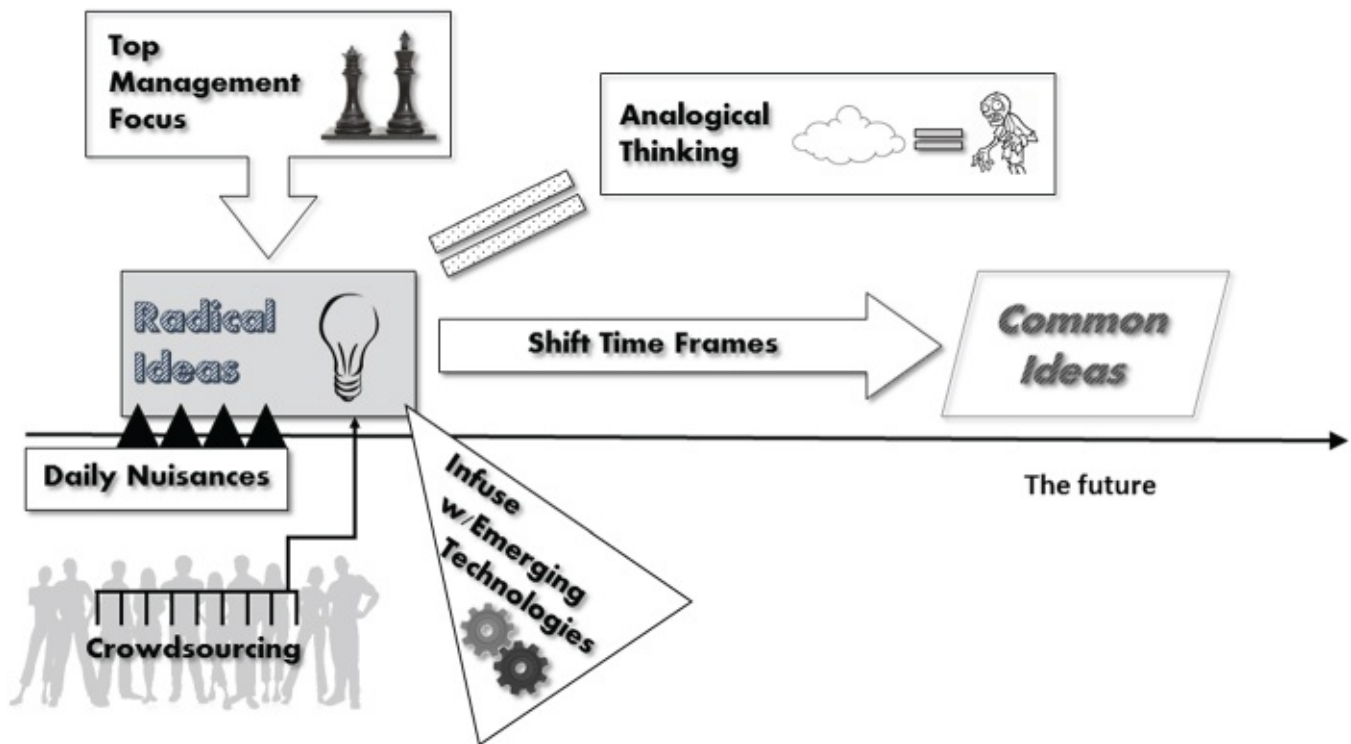 Top
Management
Focus
Analogical
Thinking
Radical
Ideas
Shift Time Frames
Common
Ideas
Daily Nuisances
The future
Infuse
w/Emerging
Technologies
Crowdsourcing